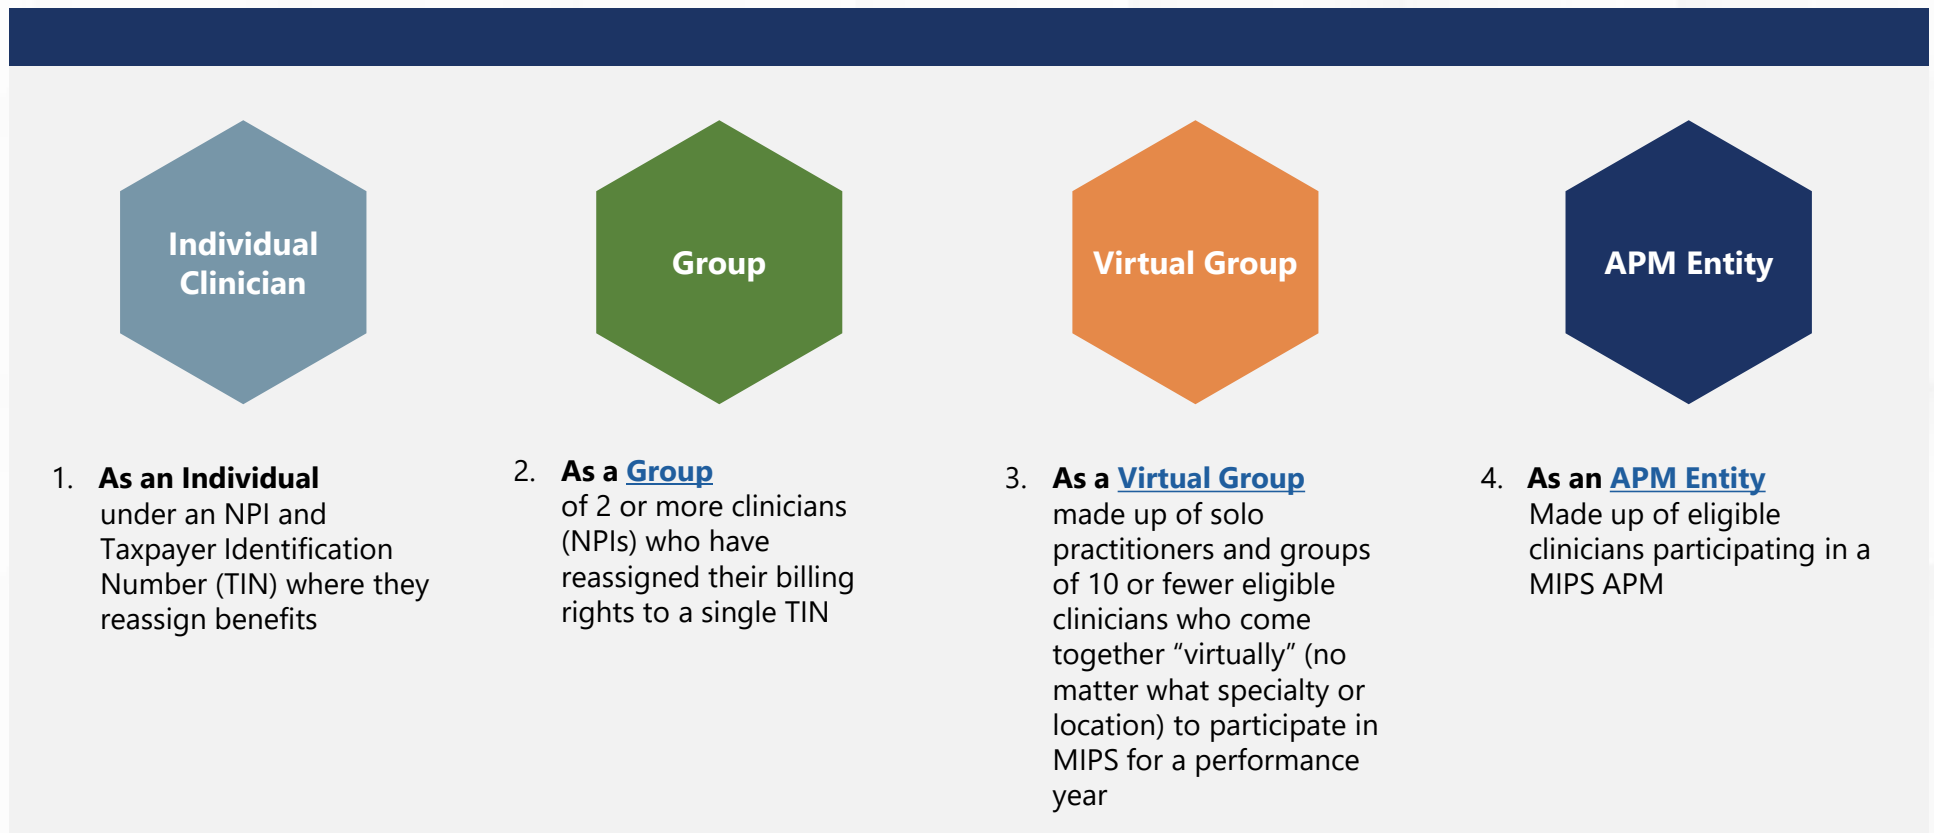 Individual
Clinician
Group
Virtual Group
APM Entity
1. As an Individual
under an NPI and
Taxpayer Identification
Number (TIN) where they
reassign benefits
2. As a Group
of 2 or more clinicians
(NPIs) who have
reassigned their billing
rights to a single TIN
3. As a Virtual Group
made up of solo
practitioners and groups
of 10 or fewer eligible
clinicians who come
together “virtually” (no
matter what specialty or
location) to participate in
MIPS for a performance
year
4. As an APM Entity
Made up of eligible
clinicians participating in a
MIPS APM